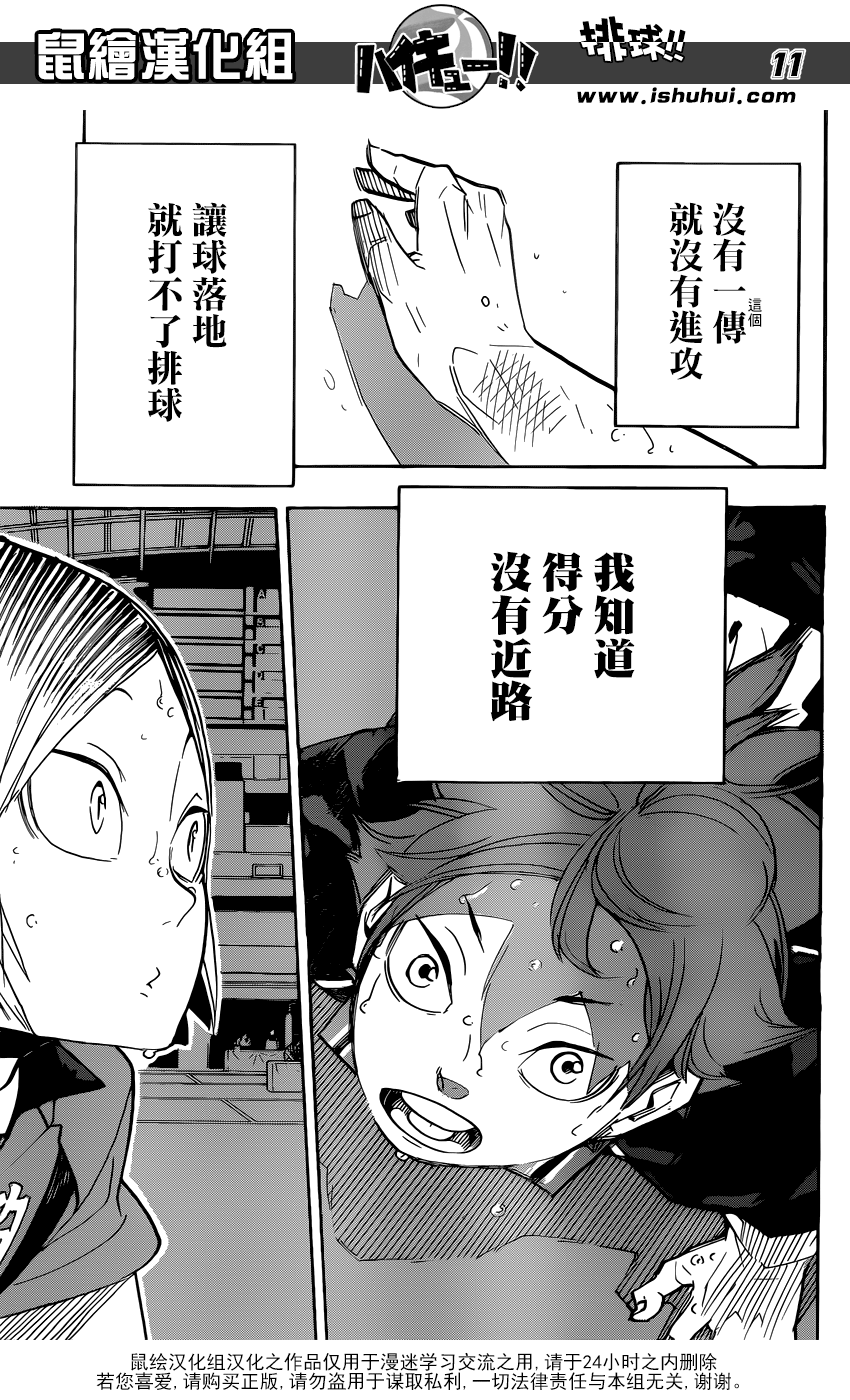 鼠繪漢化組
ハイキュー!!
排球!!
11
www.ishuhui.com
沒有一傳
這個
就沒有進攻
讓球落地
就打不了排球
我知道
得分
沒有近路
鼠绘汉化组汉化之作品仅用于漫迷学习交流之用, 请于24小时之内删除
若您喜爱, 请购买正版, 请勿盗用于谋取私利, 一切法律责任与本组无关, 谢谢.